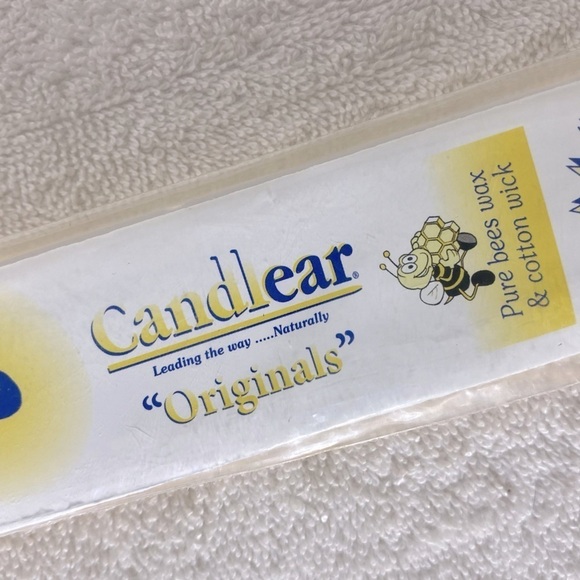 Candlear®
Leading the way .....Naturally
“Originals”
Pure bees wax
& cotton wick